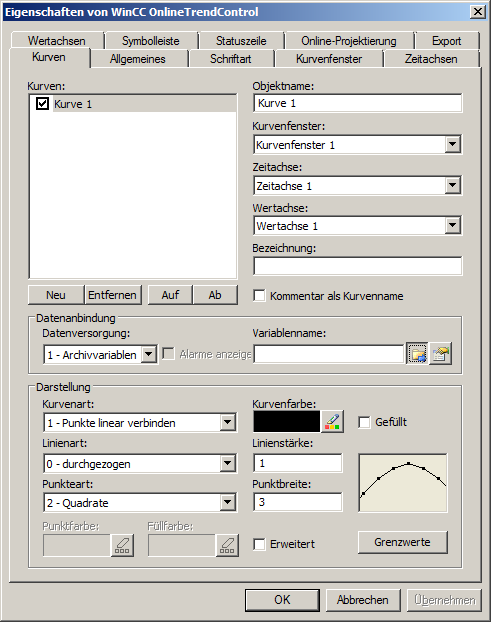 Eigenschaften von WinCC OnlineTrendControl
Wertachsen Symbolleiste Statuszeile Online-Projektierung Export
Kurven Allgemeines Schriftart Kurvenfenster Zeitachsen
Kurven:
Kurve 1
Objektname:
Kurve 1
Kurvenfenster:
Kurvenfenster 1
Zeitachse:
Zeitachse 1
Wertachse:
Wertachse 1
Bezeichnung:
Neu Entfernen Auf Ab
Kommentar als Kurvenname
Datenanbindung
Datenversorgung: Variablenname:
1 - Archivvariablen Alarme anzeige
Darstellung
Kurvenart: Kurvenfarbe:
1 - Punkte linear verbinden Gefüllt
Linienart: Linienstärke:
0 - durchgezogen 1
Punkteart: Punktbreite:
2 - Quadrate 3
Punktfarbe: Füllfarbe:
Erweitert Grenzwerte
OK Abbrechen Übernehmen